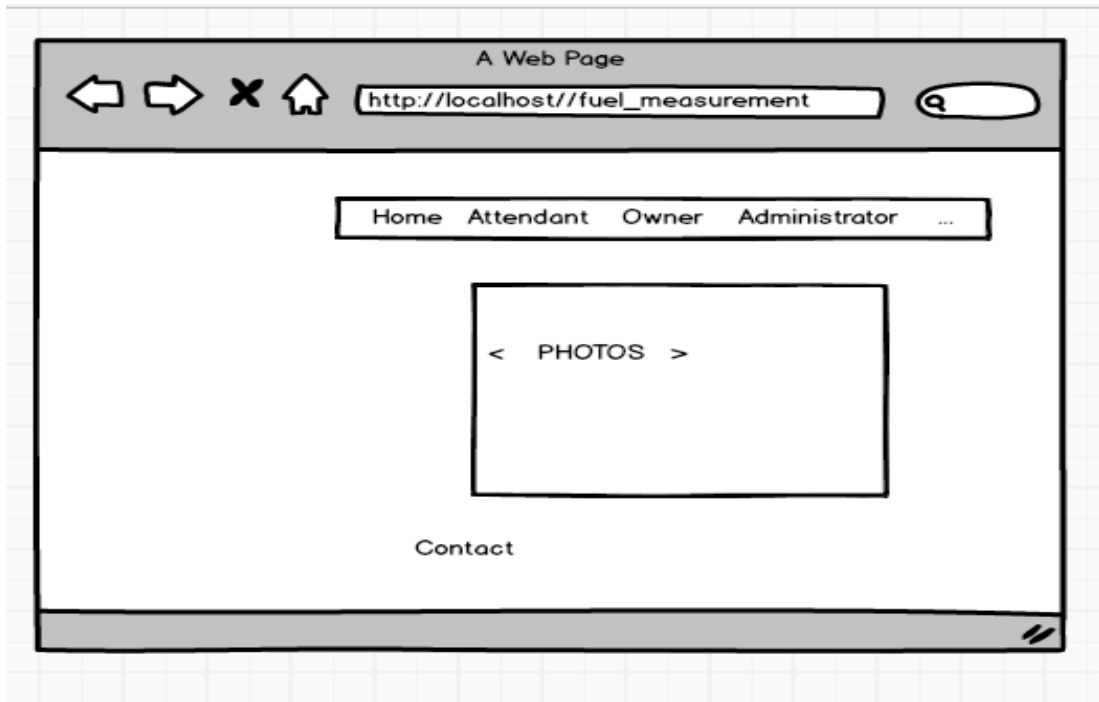 A Web Page
http://localhost//fuel_measurement
Home Attendant Owner Administrator ...
< PHOTOS >
Contact